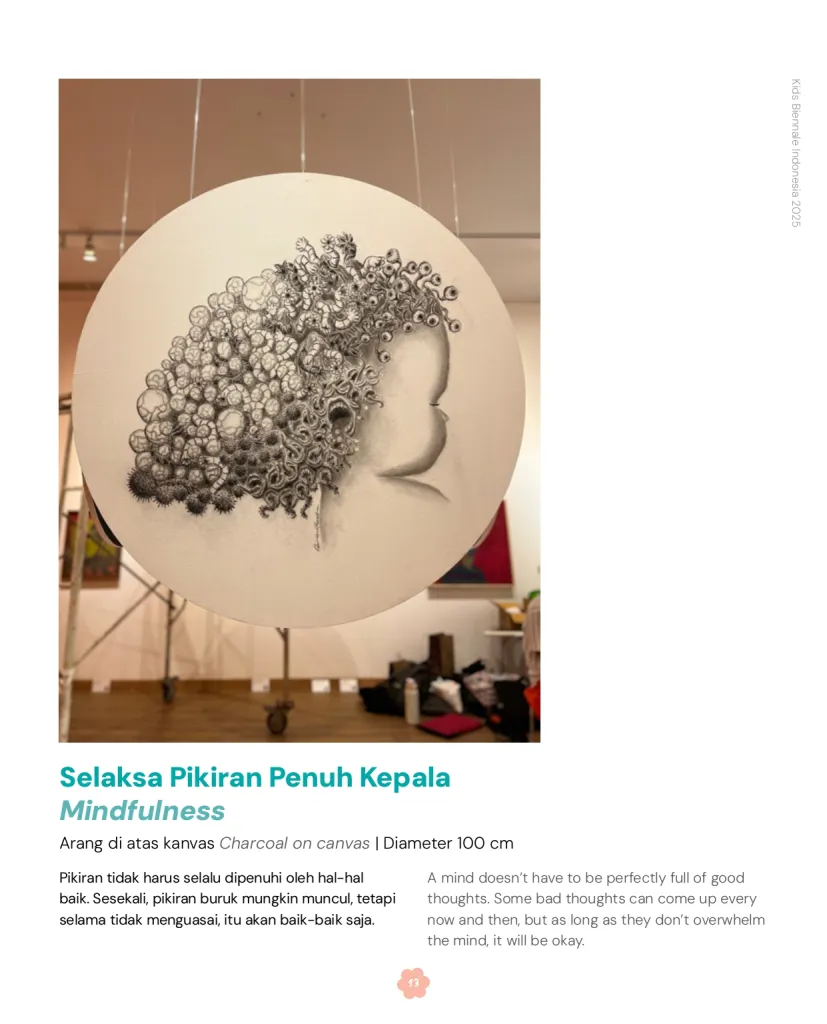 Kids Biennale Indonesia 2025
Selaksa Pikiran Penuh Kepala
Mindfulness
Arang di atas kanvas Charcoal on canvas | Diameter 100 cm
Pikiran tidak harus selalu dipenuhi oleh hal-hal
baik. Sesekali, pikiran buruk mungkin muncul, tetapi
selama tidak menguasai, itu akan baik-baik saja.
A mind doesn’t have to be perfectly full of good
thoughts. Some bad thoughts can come up every
now and then, but as long as they don’t overwhelm
the mind, it will be okay.